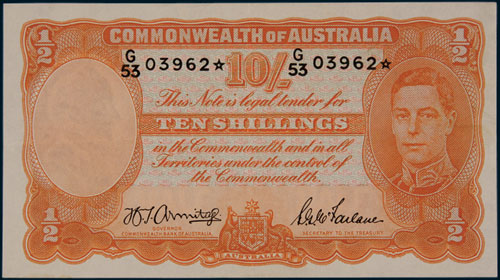 COMMONWEALTH OF AUSTRALIA
1/2 1/2
G/53 03962☆ G/53 03962☆
10/-
This Note is legal tender for
TEN SHILLINGS
in the Commonwealth and in all
Territories under the control of
the Commonwealth.
H.T. Armitage
GOVERNOR
COMMONWEALTH BANK OF AUSTRALIA
S G McFarlane
SECRETARY TO THE TREASURY
1/2 1/2
AUSTRALIA